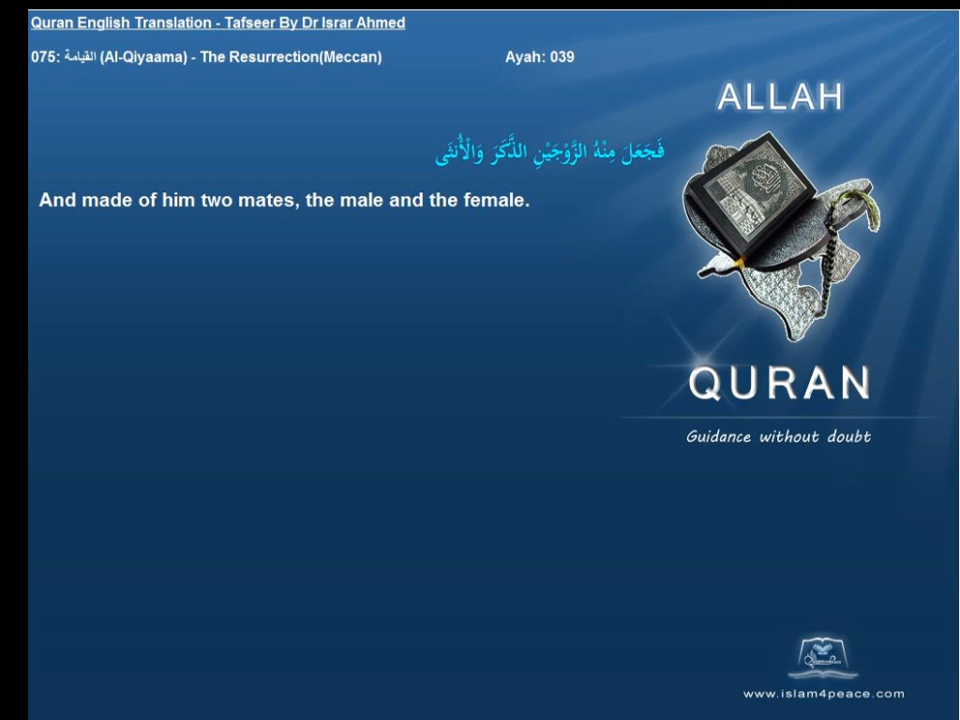 Quran English Translation - Tafseer By Dr Israr Ahmed
075: القيامة (Al-Qiyaama) - The Resurrection(Meccan) Ayah: 039
ALLAH
فَجَعَلَ مِنْهُ الزَّوْجَيْنِ الذَّكَرَ وَالْأُنثَى
And made of him two mates, the male and the female.
QURAN
Guidance without doubt
www.islam4peace.com